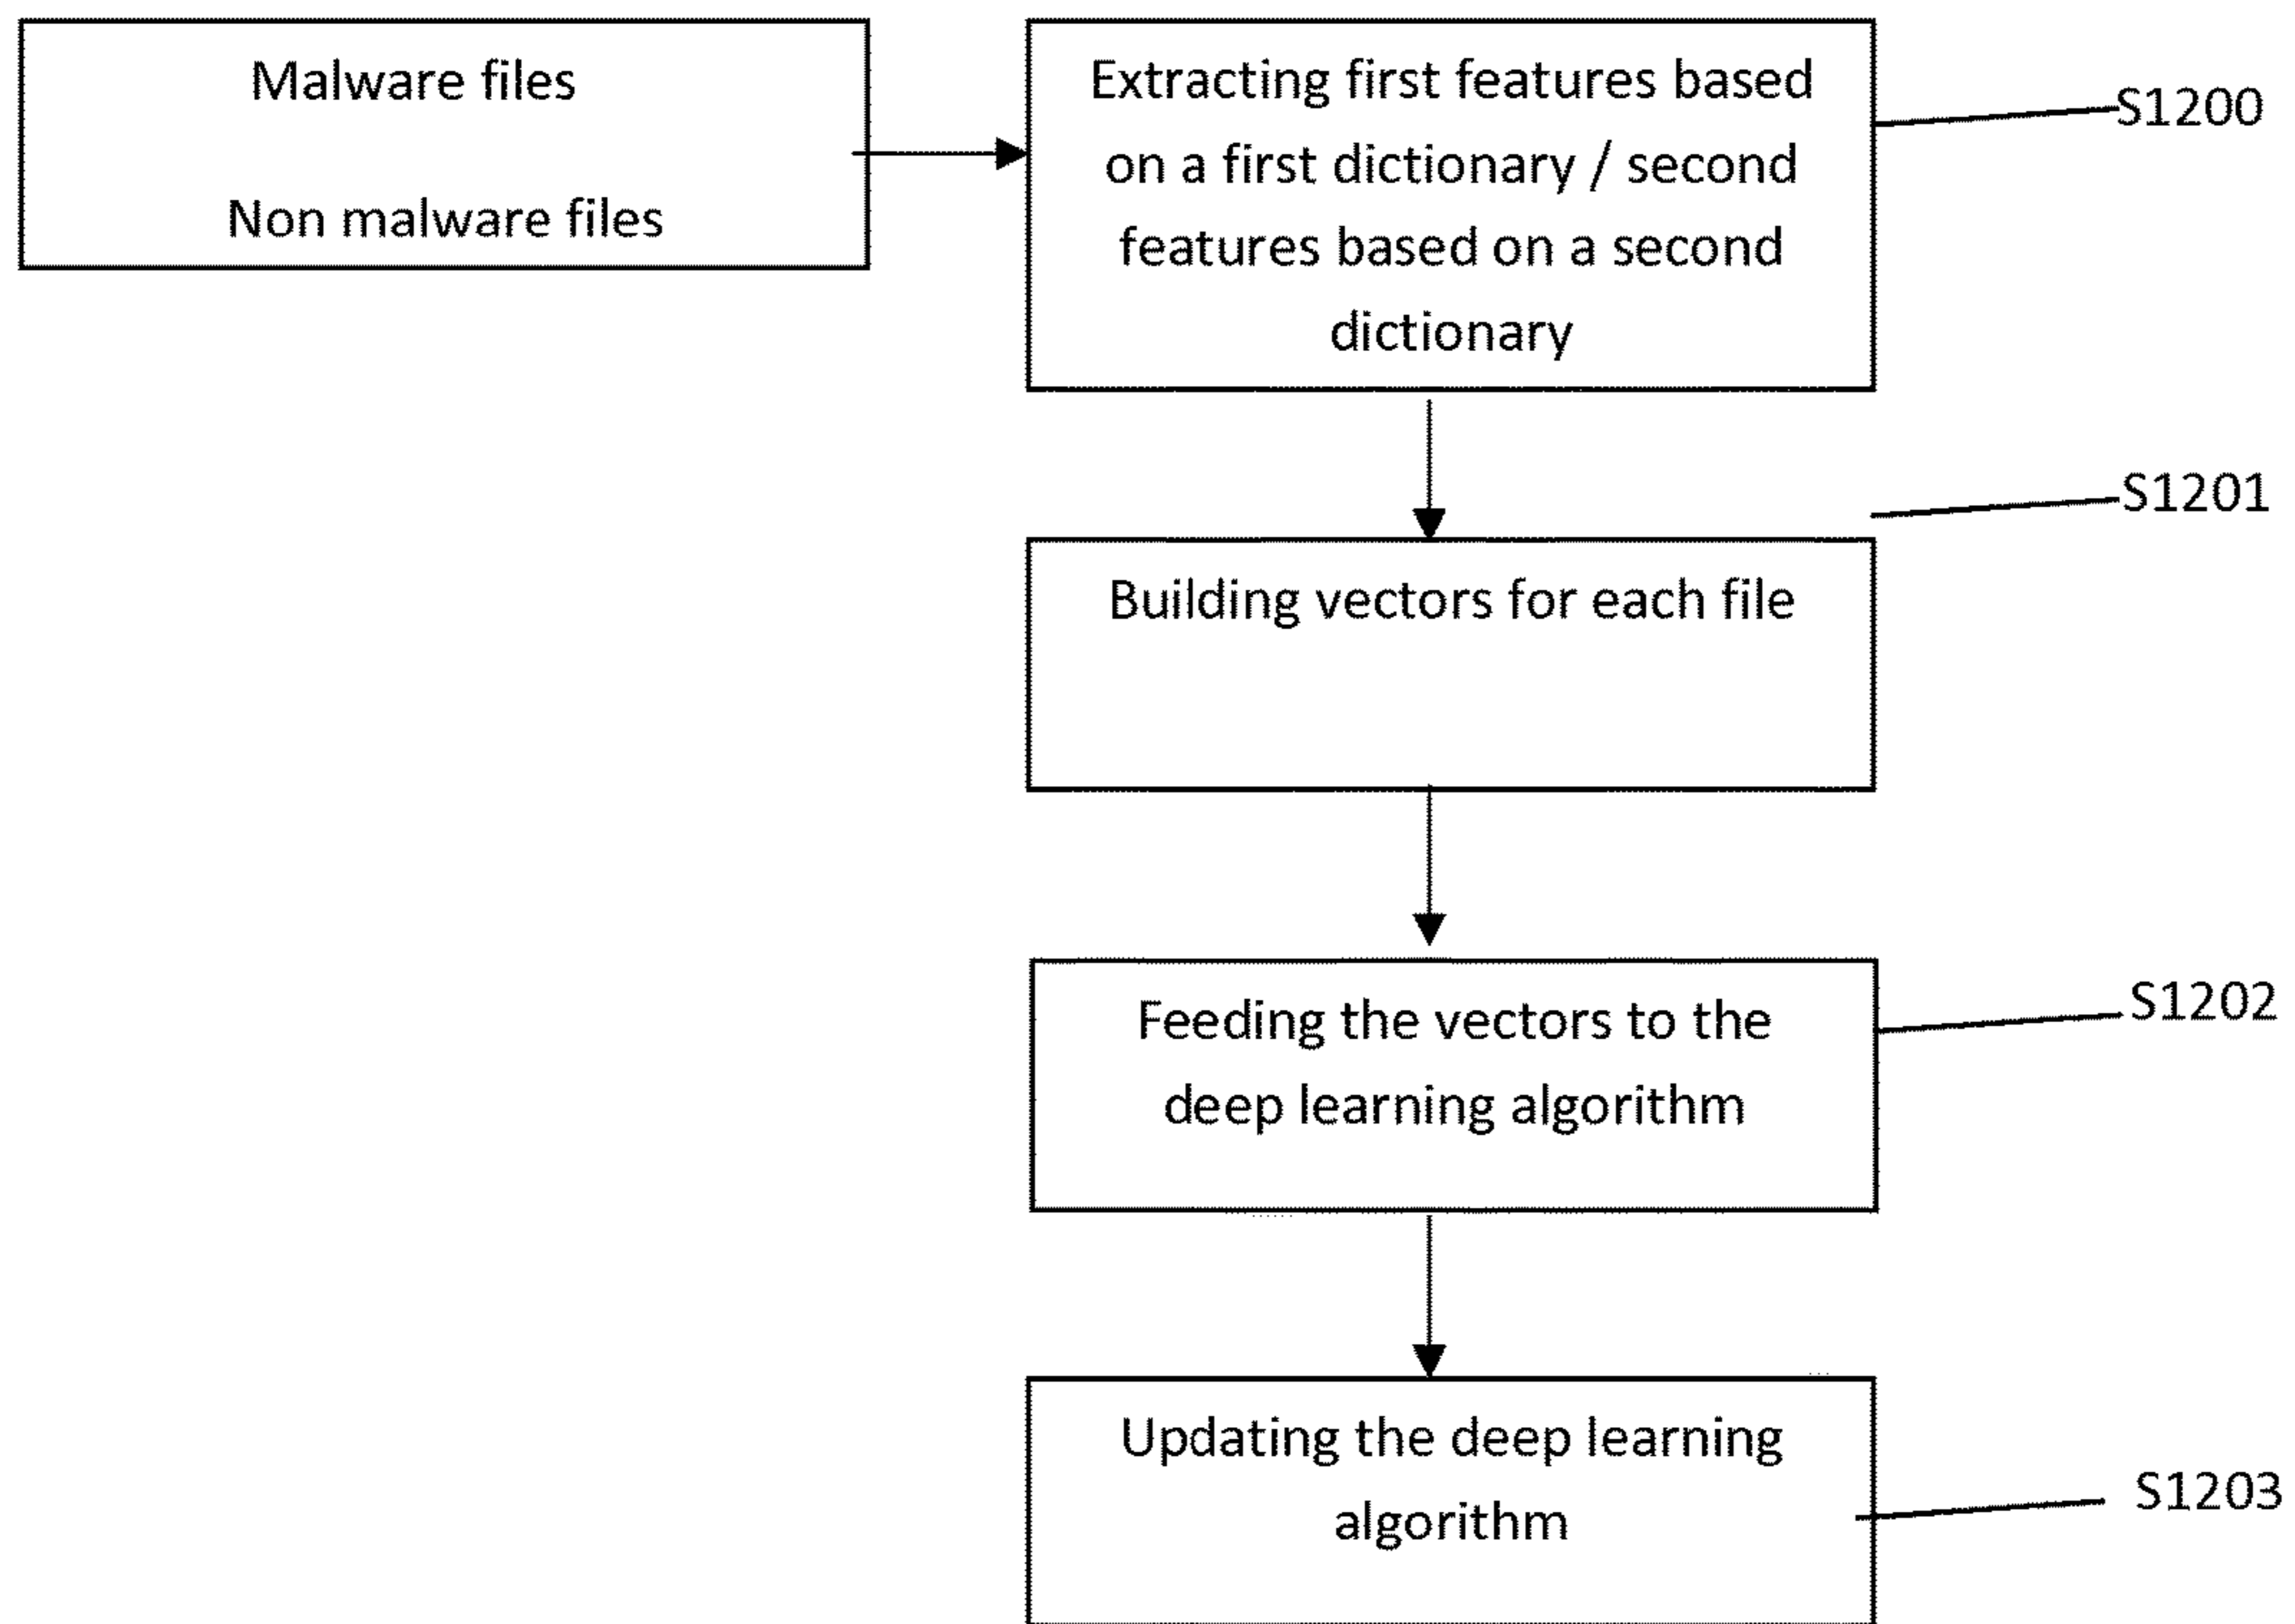 Malware files
Non malware files
Extracting first features based
on a first dictionary / second
features based on a second
dictionary
S1200
S1201
Building vectors for each file
Feeding the vectors to the
deep learning algorithm
S1202
Updating the deep learning
algorithm
S1203